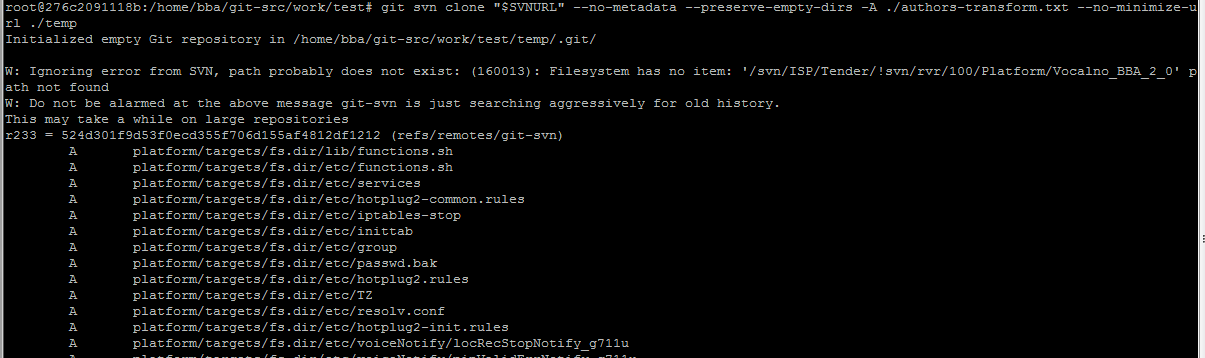 root@276c2091118b:/home/bba/git-src/work/test# git svn clone "$SVNURL" --no-metadata --preserve-empty-dirs -A ./authors-transform.txt --no-minimize-u
rl ./temp
Initialized empty Git repository in /home/bba/git-src/work/test/temp/.git/
W: Ignoring error from SVN, path probably does not exist: (160013): Filesystem has no item: '/svn/ISP/Tender/!svn/rvr/100/Platform/Vocalno_BBA_2_0' p
ath not found
W: Do not be alarmed at the above message git-svn is just searching aggressively for old history.
This may take a while on large repositories
r233 = 524d301f9d53f0ecd355f706d155af4812df1212 (refs/remotes/git-svn)
A platform/targets/fs.dir/lib/functions.sh
A platform/targets/fs.dir/etc/functions.sh
A platform/targets/fs.dir/etc/services
A platform/targets/fs.dir/etc/hotplug2-common.rules
A platform/targets/fs.dir/etc/iptables-stop
A platform/targets/fs.dir/etc/inittab
A platform/targets/fs.dir/etc/group
A platform/targets/fs.dir/etc/passwd.bak
A platform/targets/fs.dir/etc/hotplug2.rules
A platform/targets/fs.dir/etc/TZ
A platform/targets/fs.dir/etc/resolv.conf
A platform/targets/fs.dir/etc/hotplug2-init.rules
A platform/targets/fs.dir/etc/voiceNotify/locRecStopNotify_g711u